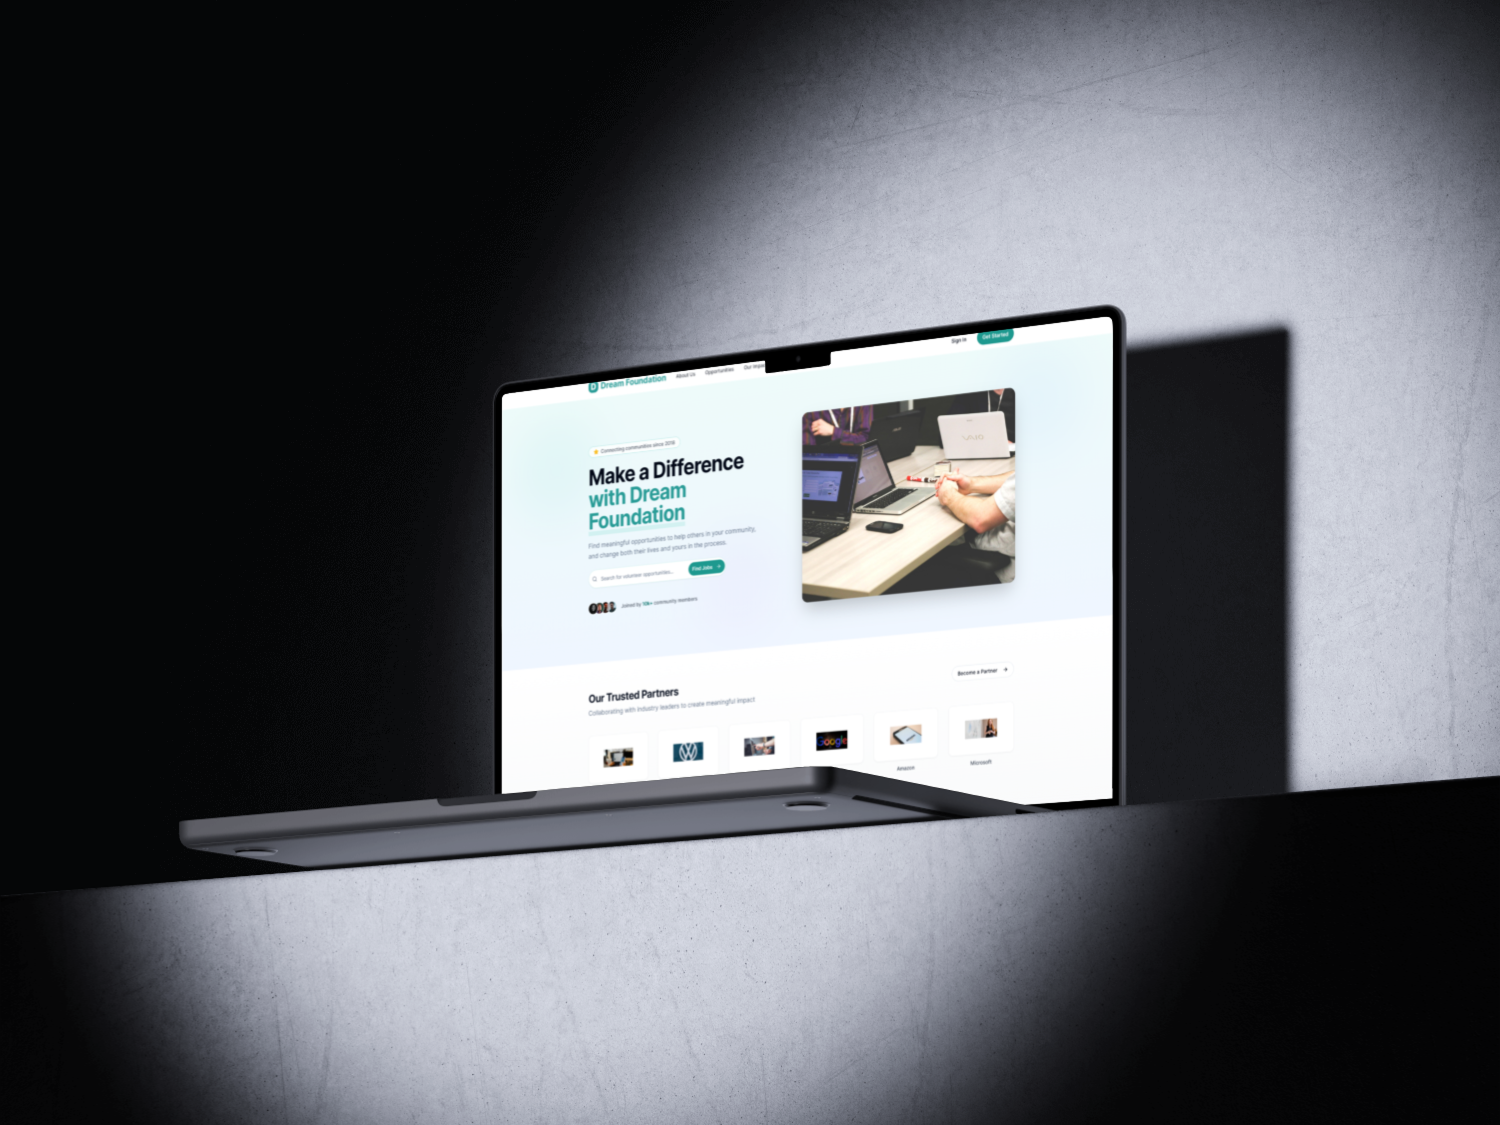 Dream Foundation
About Us
Opportunities
Our Impa
Sign In
Get Started
Connecting communities since 2018
Make a Difference
with Dream
Foundation
Find meaningful opportunities to help others in your community,
and change both their lives and yours in the process.
Search for volunteer opportunities...
Find Jobs
Joined by 10k+ community members
VAIO
Our Trusted Partners
Collaborating with industry leaders to create meaningful impact
Become a Partner
Google
Amazon
Microsoft